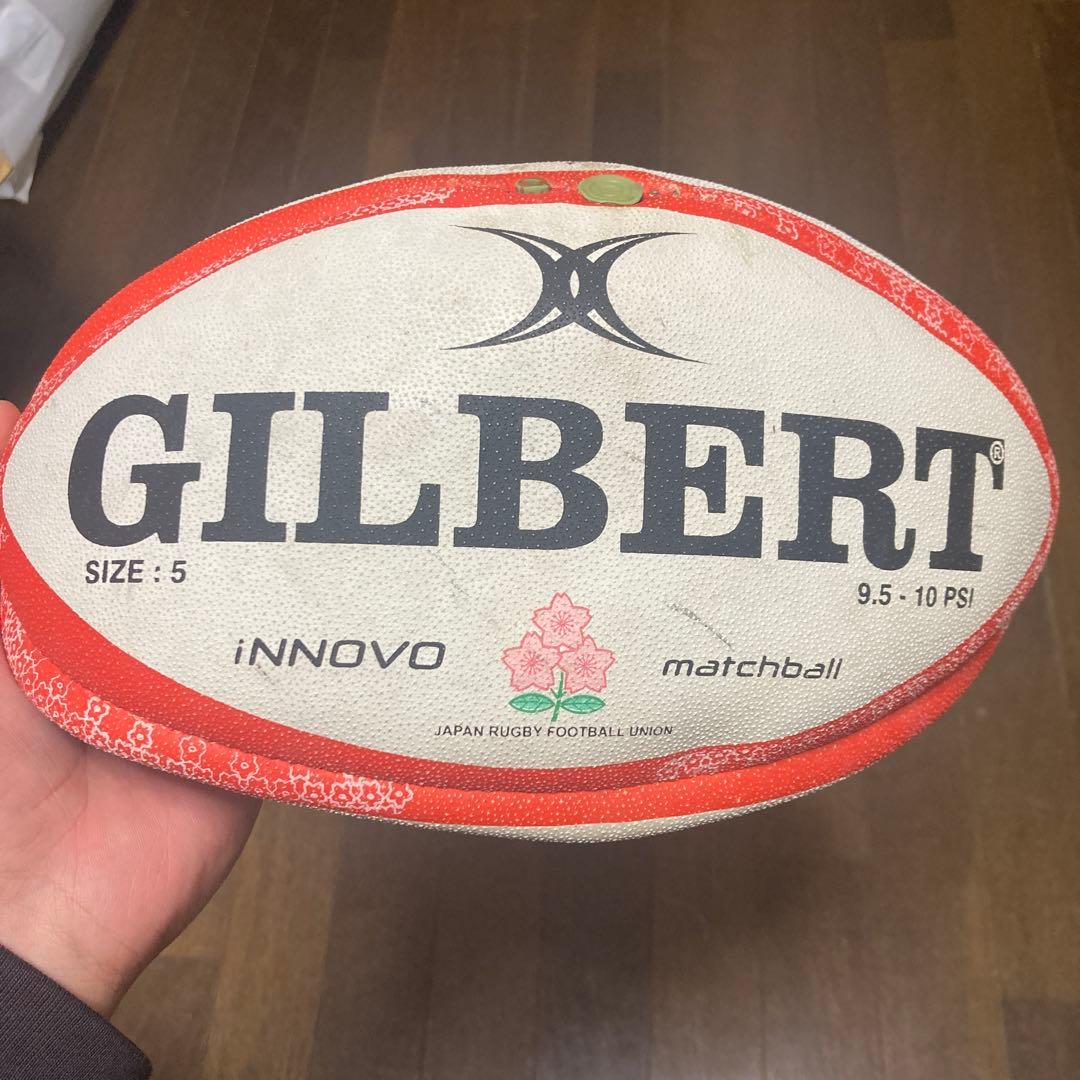 GILBERT®
SIZE : 5
9.5 - 10 PSI
iNNOVO
matchball
JAPAN RUGBY FOOTBALL UNION